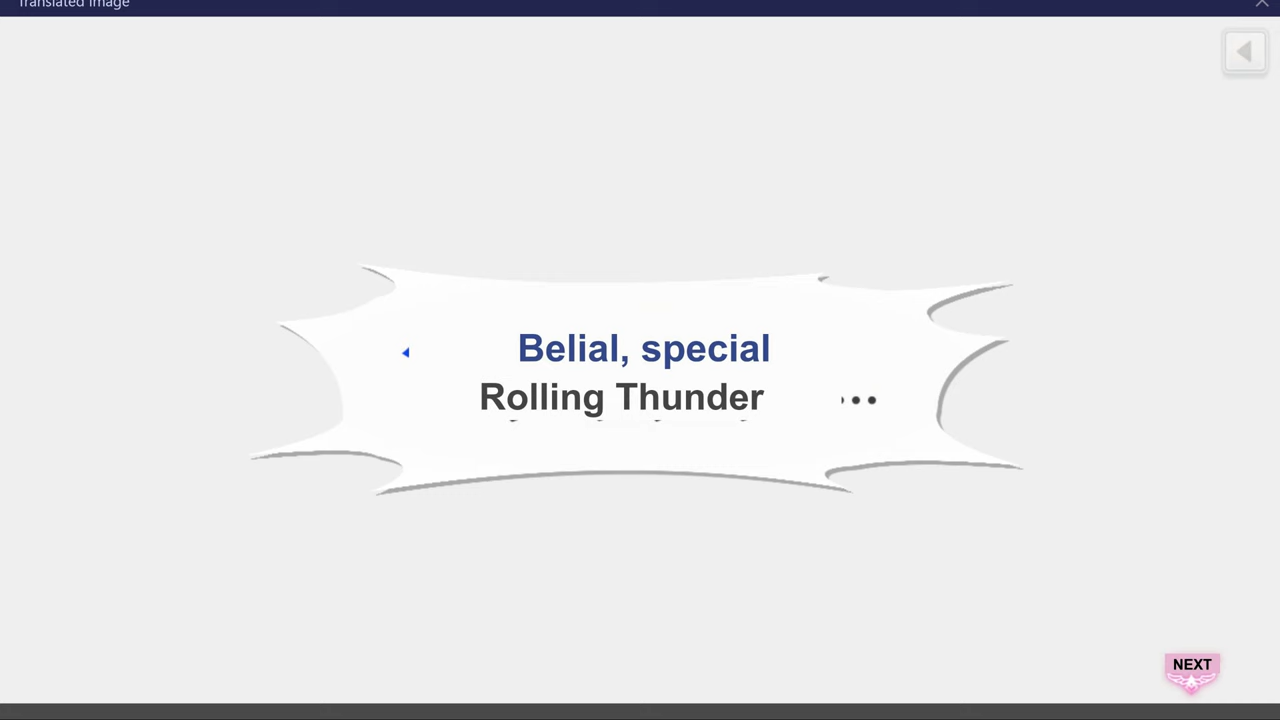 Translated image
Belial, special
Rolling Thunder
...
NEXT